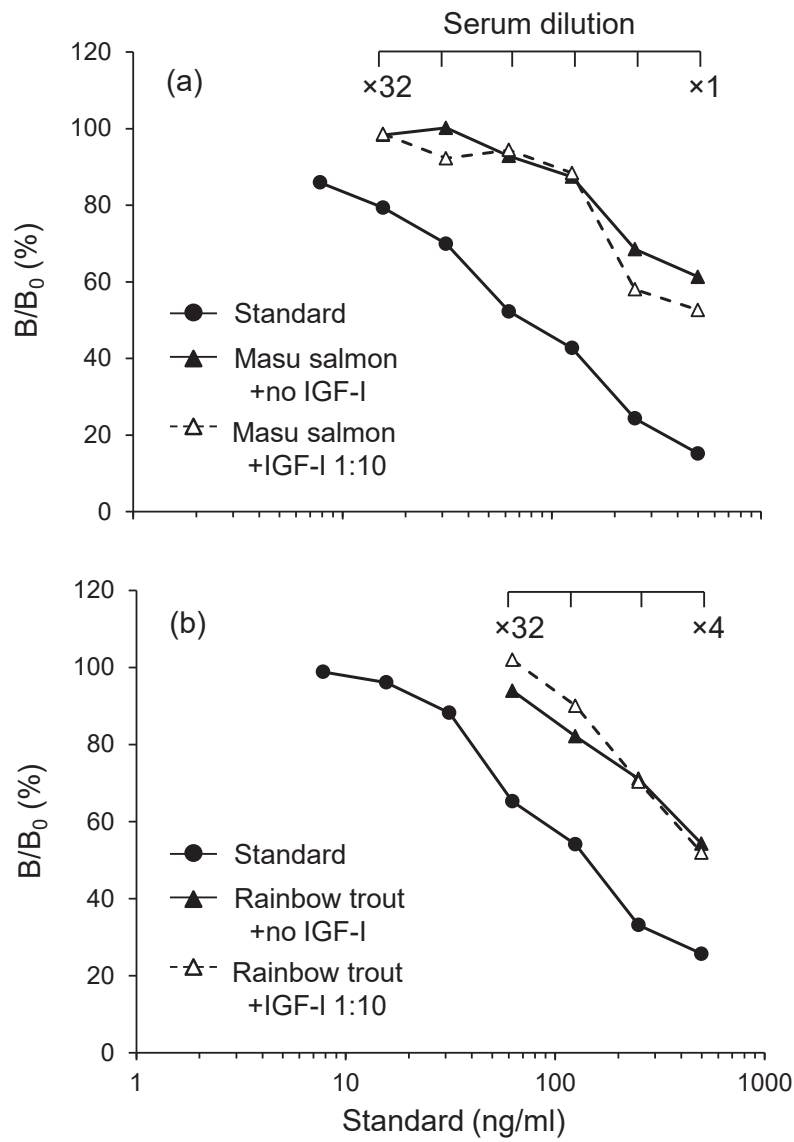 Serum dilution
120
(a)
×32
×1
100
80
60
40
20
0
B/B0 (%)
Standard
Masu salmon
+no IGF-I
Masu salmon
+IGF-I 1:10
120
(b)
×32
×4
100
80
60
40
20
0
B/B0 (%)
Standard
Rainbow trout
+no IGF-I
Rainbow trout
+IGF-I 1:10
1 10 100 1000
Standard (ng/ml)